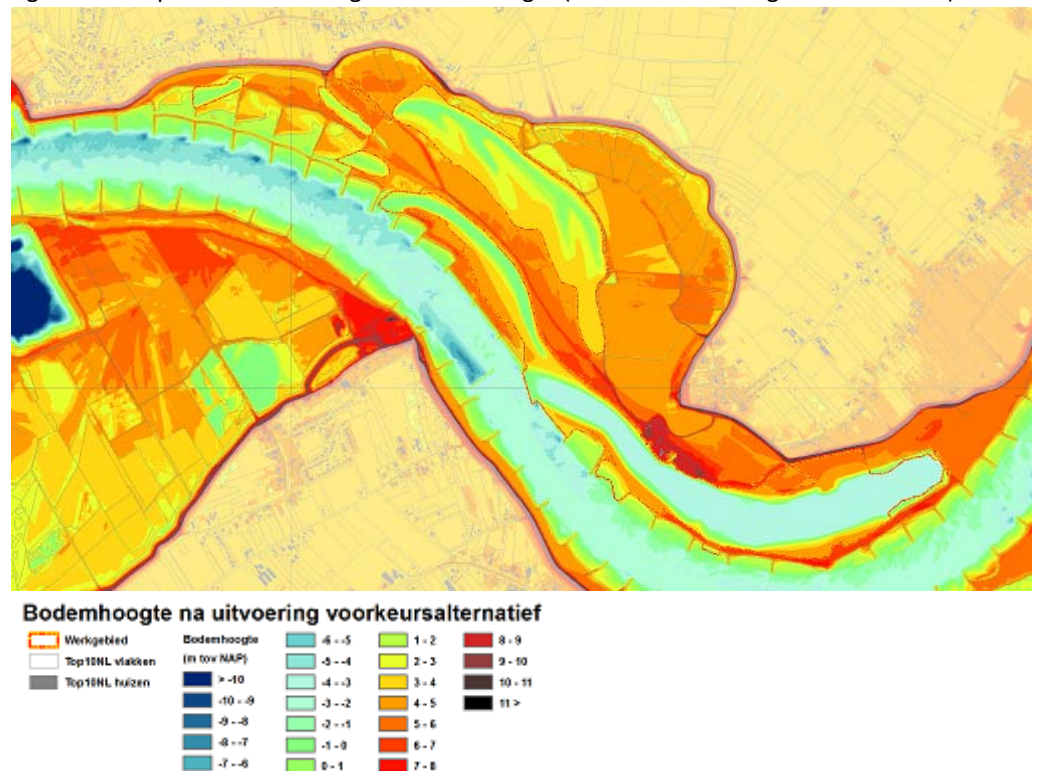 Bodemhoogte na uitvoering voorkeursalternatief
Werkgebied
Top10NL vlakken
Top10NL huizen
Bodemhoogte
(m tov NAP)
> -10
-10 - -9
-9 - -8
-8 - -7
-7 - -6
-6 - -5
-5 - -4
-4 - -3
-3 - -2
-2 - -1
-1 - 0
0 - 1
1 - 2
2 - 3
3 - 4
4 - 5
5 - 6
6 - 7
7 - 8
8 - 9
9 - 10
10 - 11
11 >